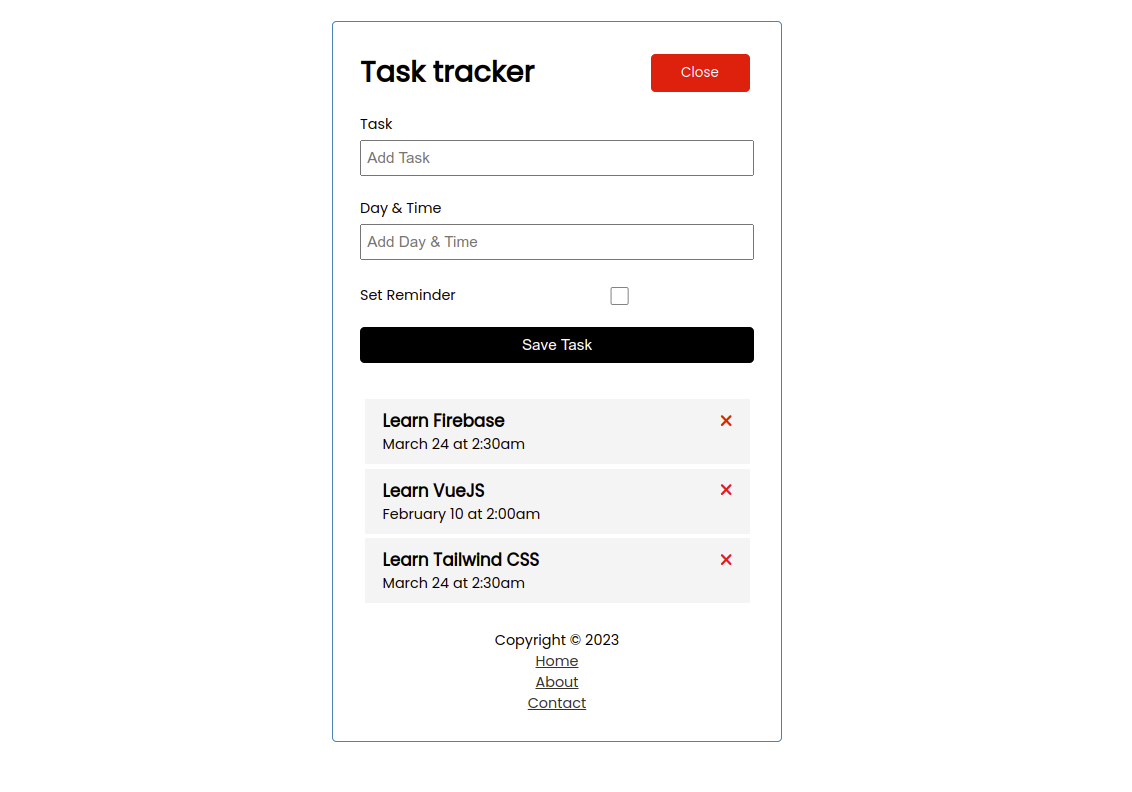 Task tracker
Close
Task
Add Task
Day & Time
Add Day & Time
Set Reminder
Save Task
Learn Firebase
March 24 at 2:30am
Learn VueJS
February 10 at 2:00am
Learn Tailwind CSS
March 24 at 2:30am
Copyright © 2023
Home
About
Contact